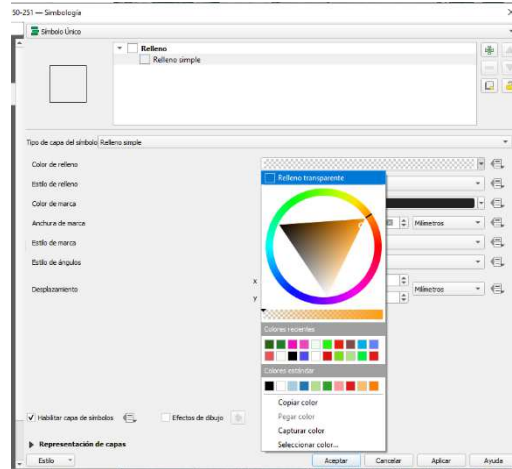 50-251 — Simbología
Símbolo Único
Relleno
Relleno simple
Tipo de capa del símbolo Relleno simple
Color de relleno
Relleno transparente
Estilo de relleno
Color de marca
Anchura de marca
Milímetros
Estilo de marca
Estilo de ángulos
x
Desplazamiento
Milímetros
y
Colores recientes
Colores estándar
Copiar color
Pegar color
Capturar color
Seleccionar color...
Habilitar capa de símbolos
Efectos de dibujo
Representación de capas
Estilo
Aceptar
Cancelar
Aplicar
Ayuda